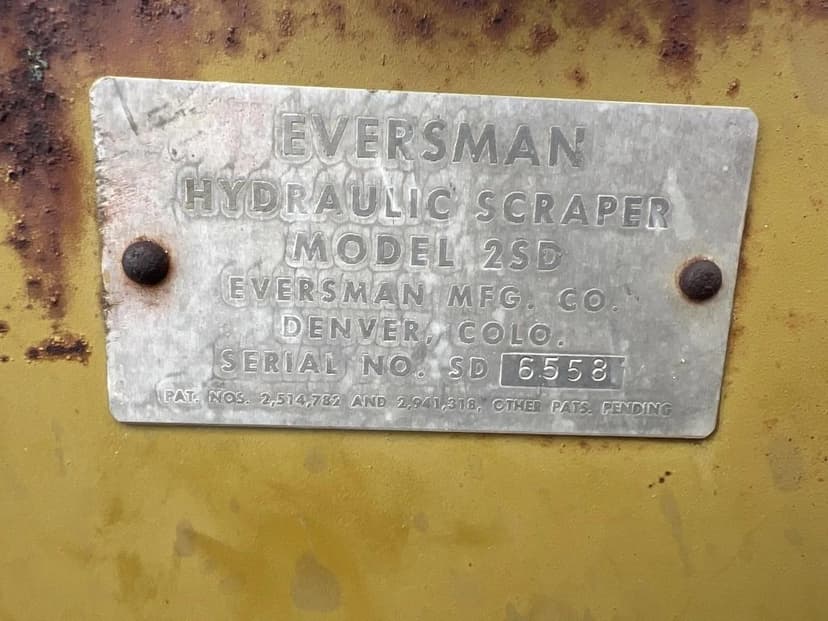 EVERSMAN
HYDRAULIC SCRAPER
MODEL 2SD
EVERSMAN MFG. CO.
DENVER, COLO.
SERIAL NO. SD 6558
PAT. NOS. 2,514,782 AND 2,941,318, OTHER PATS. PENDING